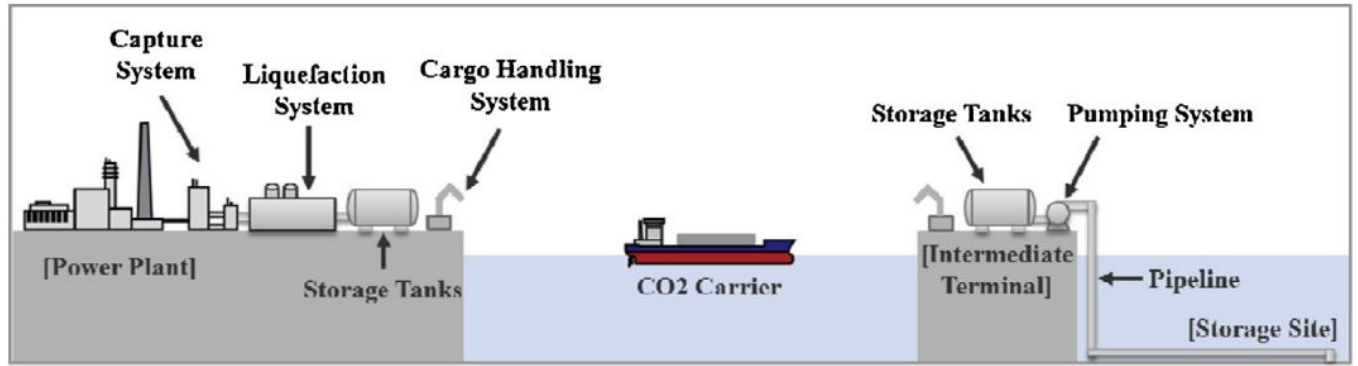 Capture
System
Liquefaction
System
Cargo Handling
System
Storage Tanks
Pumping System
[Power Plant]
Storage Tanks
CO2 Carrier
[Intermediate
Terminal]
Pipeline
[Storage Site]